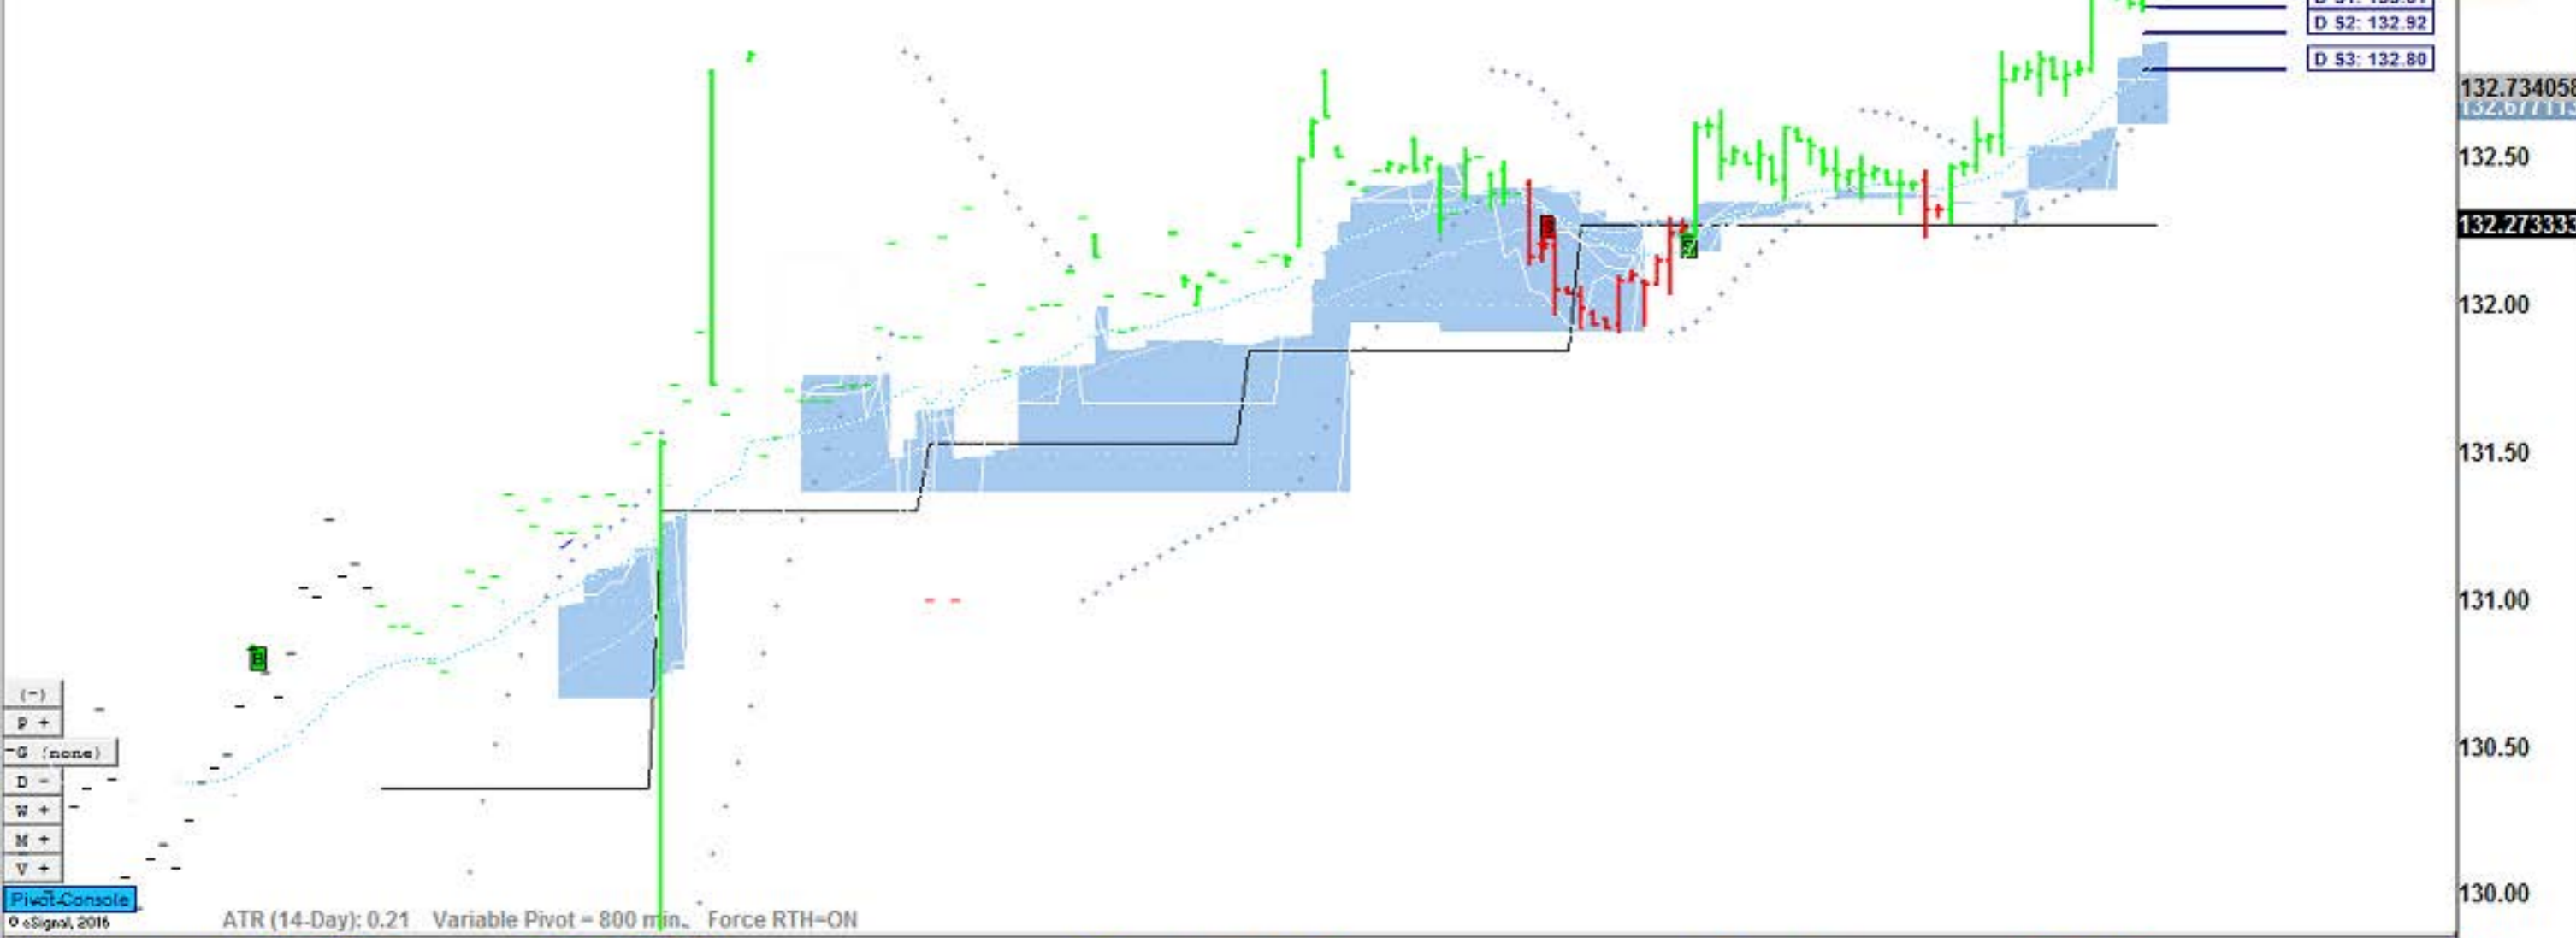 D S2: 132.92
D S3: 132.80
132.734058
132.677113
132.50
132.273333
132.00
131.50
131.00
B
(-)
P +
130.50
-G (none)
D -
W +
M +
V +
130.00
Pivot-Console
© eSignal, 2016
ATR (14-Day): 0.21 Variable Pivot = 800 min., Force RTH=ON